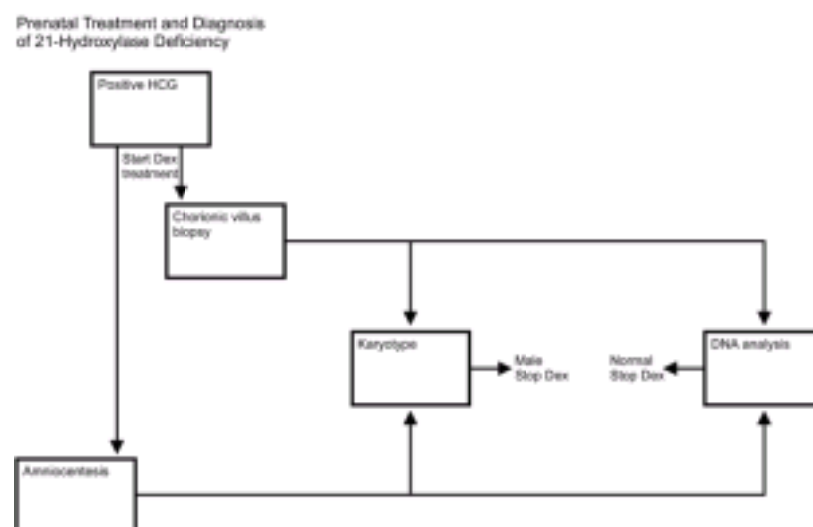 Prenatal Treatment and Diagnosis
of 21-Hydroxylase Deficiency
Positive HCG
Start Dex
treatment
Chorionic villus
biopsy
Karyotype
Male
Stop Dex
Normal
Stop Dex
DNA analysis
Amniocentesis